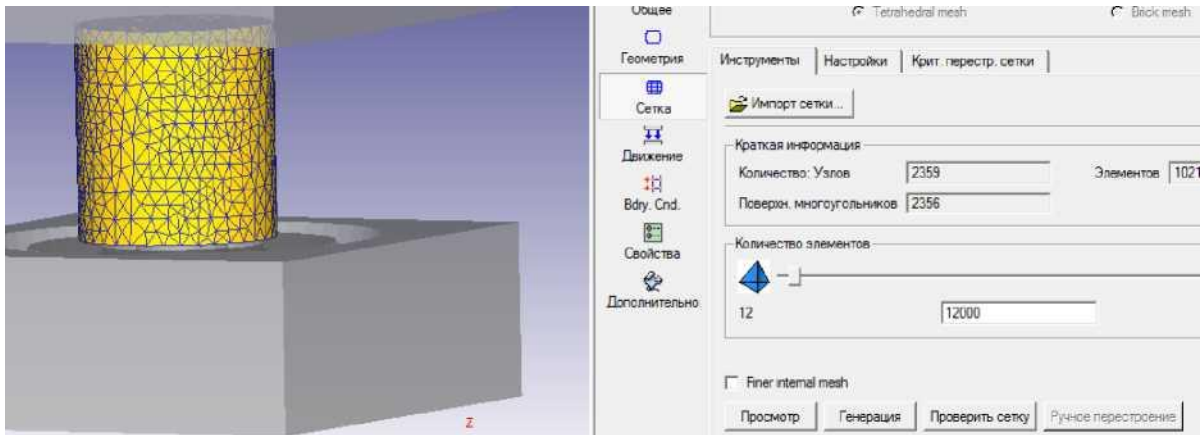 Общее
Геометрия
Сетка
Движение
Bdry. Cnd.
Свойства
Дополнительно
Tetrahedral mesh Brick mesh
Инструменты Настройки Крит. перестр. сетки
Импорт сетки...
Краткая информация
Количество: Узлов 2359 Элементов 1021
Поверхн. многоугольников 2356
Количество элементов
12 12000
Finer internal mesh
Просмотр Генерация Проверить сетку Ручное перестроение
Z